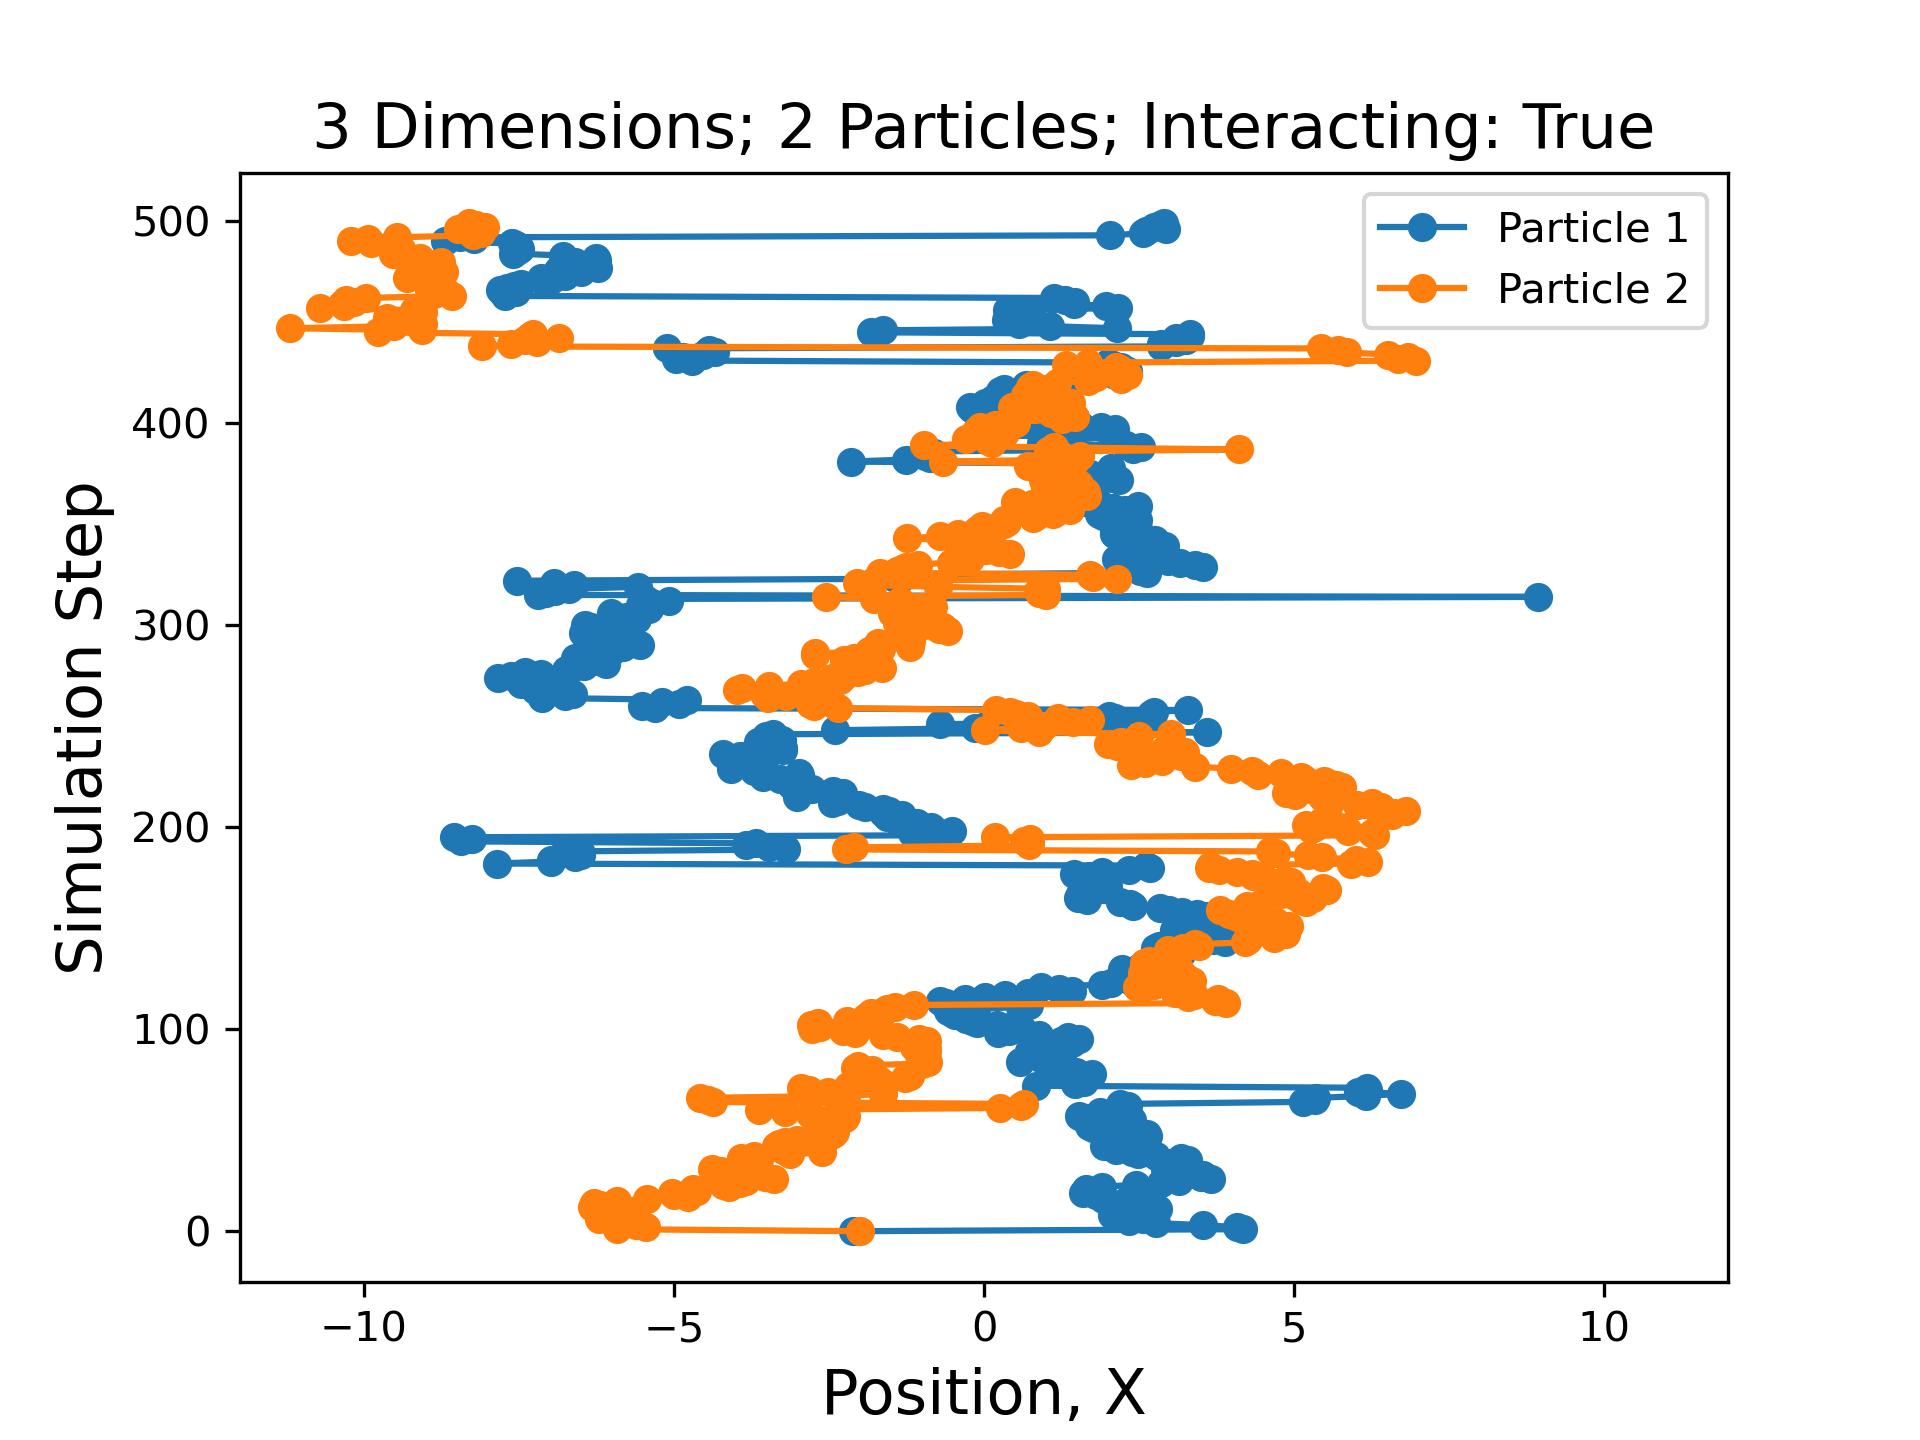 3 Dimensions; 2 Particles; Interacting: True
Particle 1
Particle 2
500
400
300
200
100
0
Simulation Step
−10
−5
0
5
10
Position, X